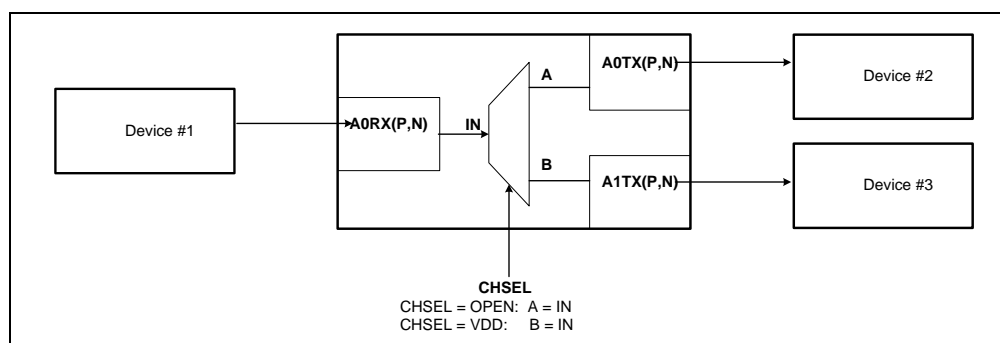 Device #1
A0RX(P,N)
IN
A
B
A0TX(P,N)
A1TX(P,N)
Device #2
Device #3
CHSEL
CHSEL = OPEN: A = IN
CHSEL = VDD: B = IN